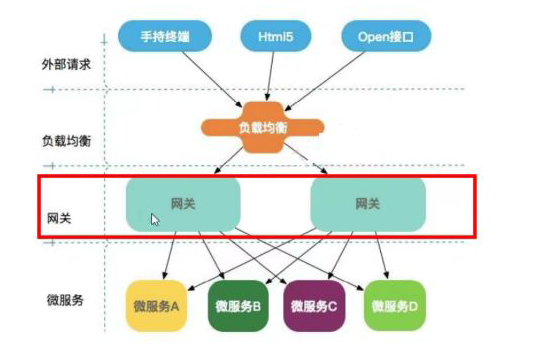 手持终端
Html5
Open接口
外部请求
负载均衡
负载均衡
网关
网关
网关
微服务
微服务A
微服务B
微服务C
微服务D